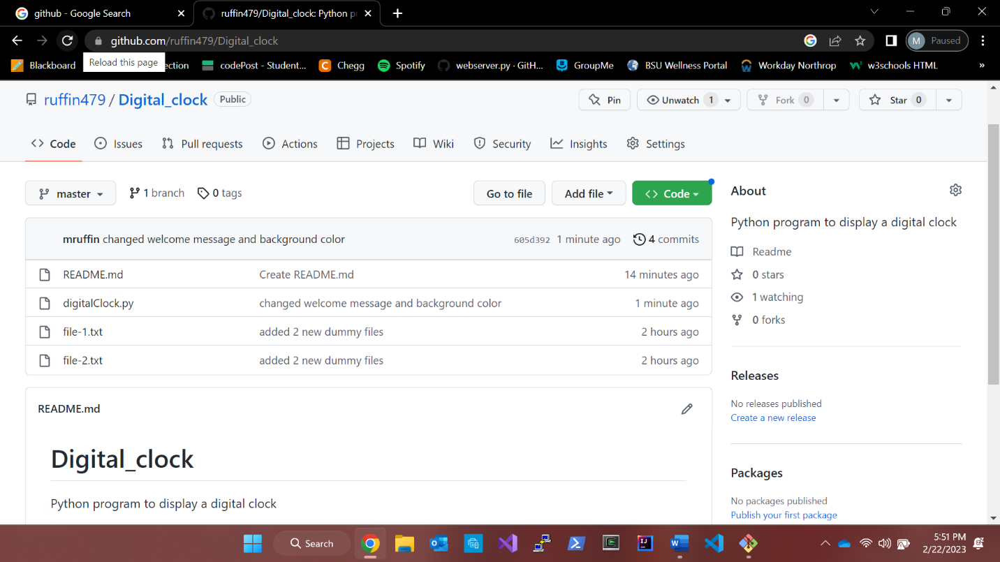 github - Google Search
ruffin479/Digital_clock: Python pr
github.com/ruffin479/Digital_clock
M Paused
Reload this page
Blackboard
ection
codePost - Student...
Chegg
Spotify
webserver.py · GitH...
GroupMe
BSU Wellness Portal
Workday Northrop
w3schools HTML
»
ruffin479 / Digital_clock Public
Pin
Unwatch 1
Fork 0
Star 0
Code
Issues
Pull requests
Actions
Projects
Wiki
Security
Insights
Settings
master
1 branch
0 tags
Go to file
Add file
Code
mruffin changed welcome message and background color 605d392 1 minute ago 4 commits
README.md Create README.md 14 minutes ago
digitalClock.py changed welcome message and background color 1 minute ago
file-1.txt added 2 new dummy files 2 hours ago
file-2.txt added 2 new dummy files 2 hours ago
README.md
Digital_clock
Python program to display a digital clock
About
Python program to display a digital clock
Readme
0 stars
1 watching
0 forks
Releases
No releases published
Create a new release
Packages
No packages published
Publish your first package
Search
5:51 PM
2/22/2023